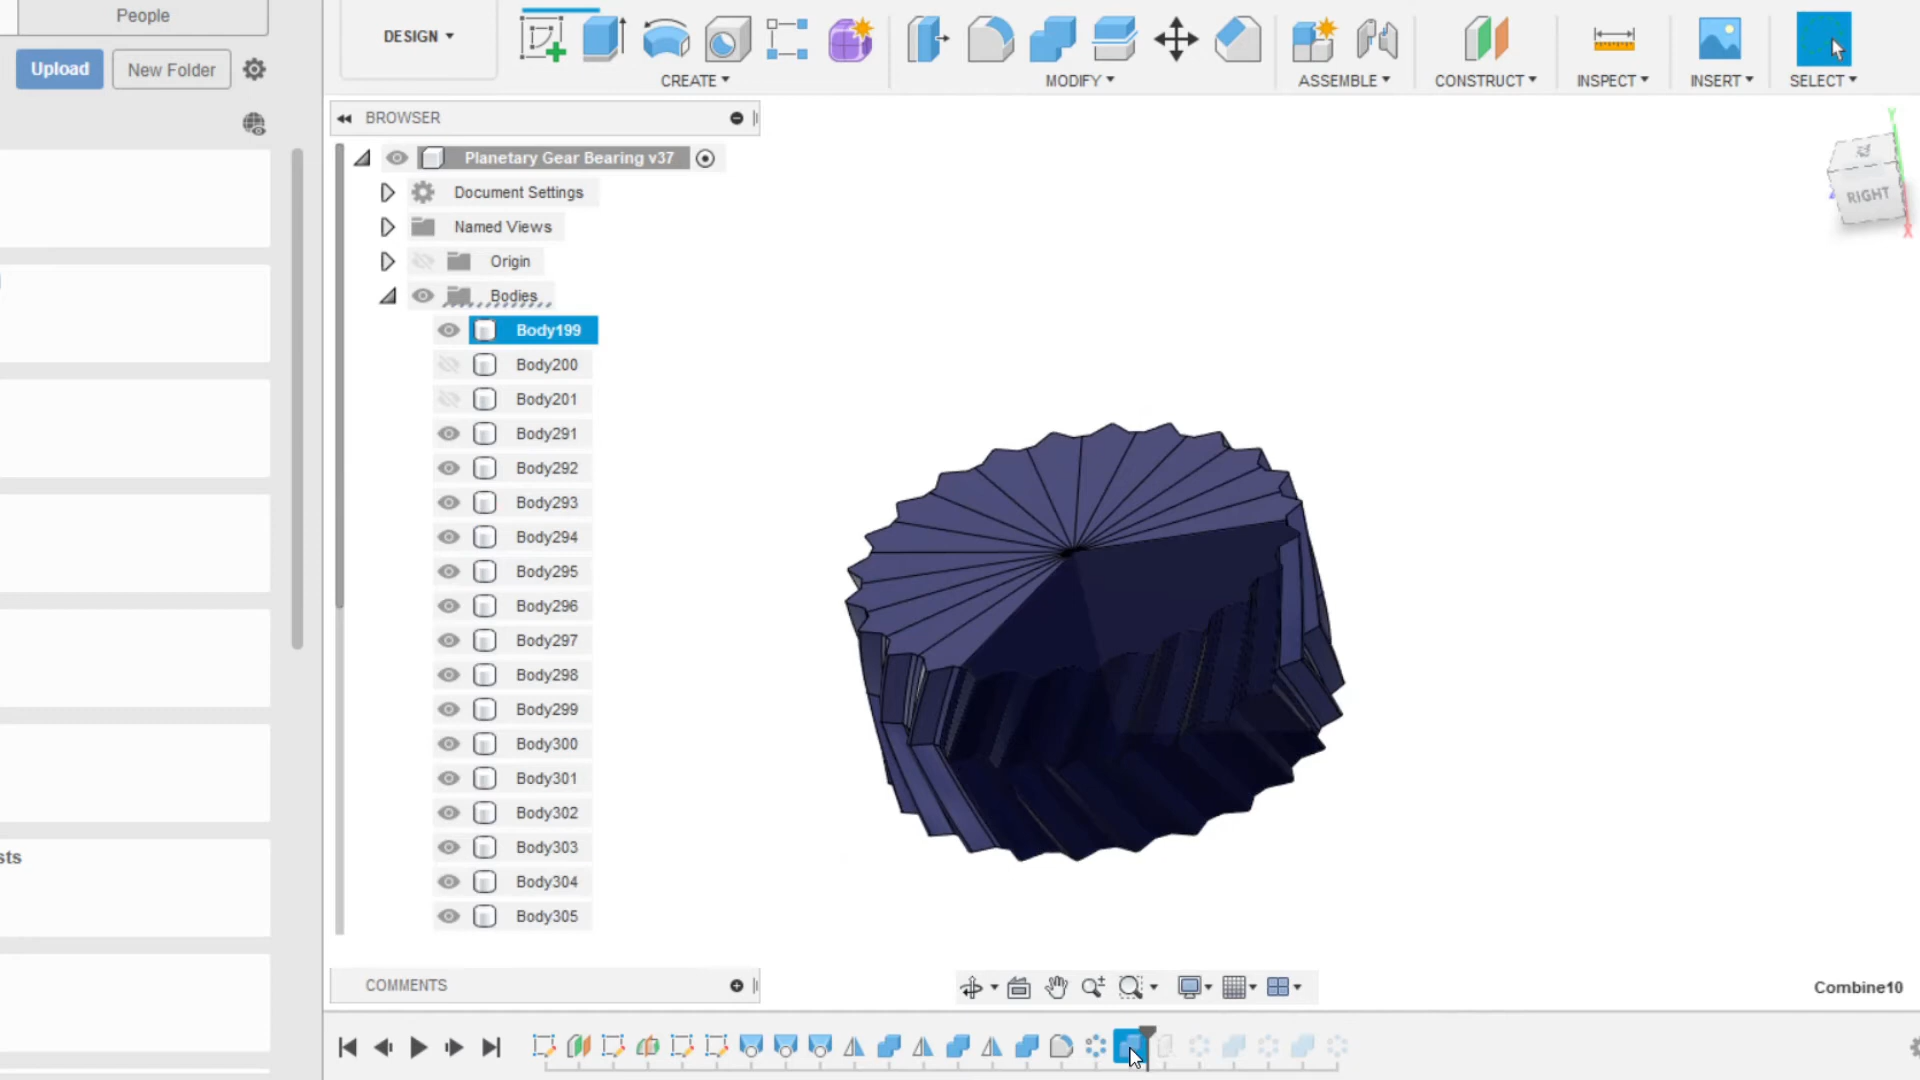 People
Upload
New Folder
sts
DESIGN
CREATE
MODIFY
ASSEMBLE
CONSTRUCT
INSPECT
INSERT
SELECT
BROWSER
Planetary Gear Bearing v37
Document Settings
Named Views
Origin
Bodies
Body199
Body200
Body201
Body291
Body292
Body293
Body294
Body295
Body296
Body297
Body298
Body299
Body300
Body301
Body302
Body303
Body304
Body305
RIGHT
COMMENTS
Combine10